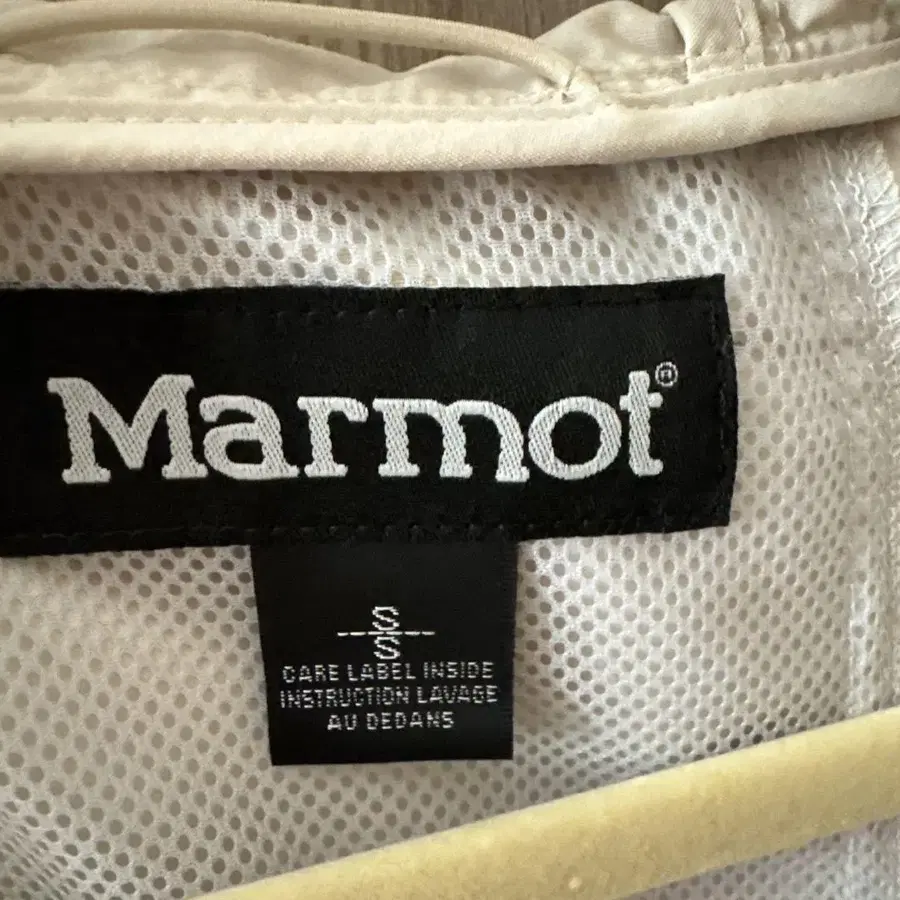 Marmot®
S
S
CARE LABEL INSIDE
INSTRUCTION LAVAGE
AU DEDANS